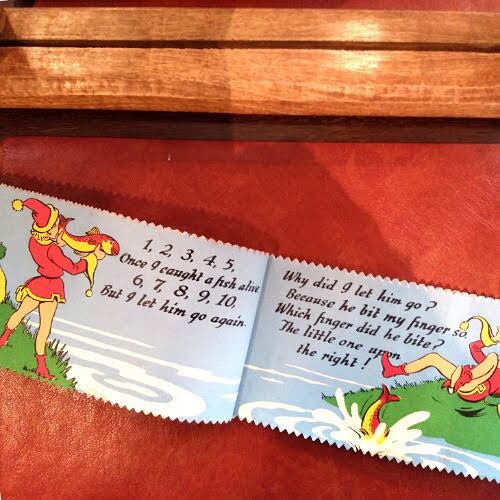 1, 2, 3, 4, 5,
Once I caught a fish alive
6, 7, 8, 9, 10,
But I let him go again.
Why did I let him go?
Because he bit my finger so.
Which finger did he bite?
The little one upon
the right!